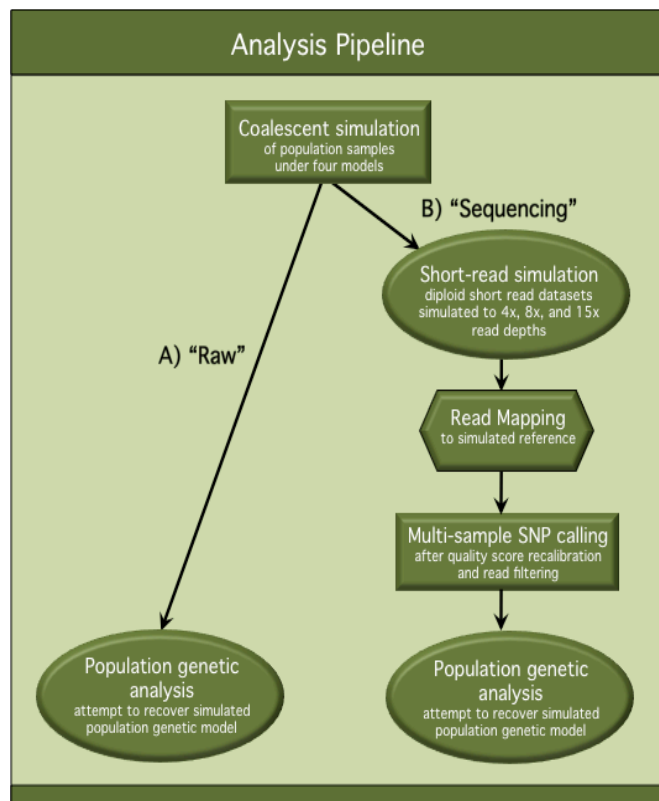 Analysis Pipeline
Coalescent simulation
of population samples
under four models
B) “Sequencing”
Short-read simulation
diploid short read datasets
simulated to 4x, 8x, and 15x
read depths
A) “Raw”
Read Mapping
to simulated reference
Multi-sample SNP calling
after quality score recalibration
and read filtering
Population genetic
analysis
attempt to recover simulated
population genetic model
Population genetic
analysis
attempt to recover simulated
population genetic model